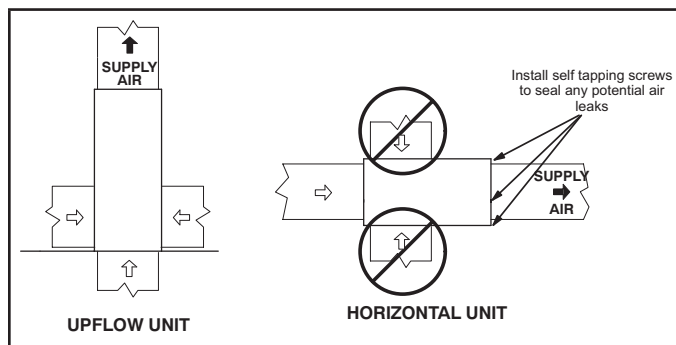 SUPPLY
AIR
UPFLOW UNIT
Install self tapping screws
to seal any potential air
leaks
SUPPLY
AIR
HORIZONTAL UNIT